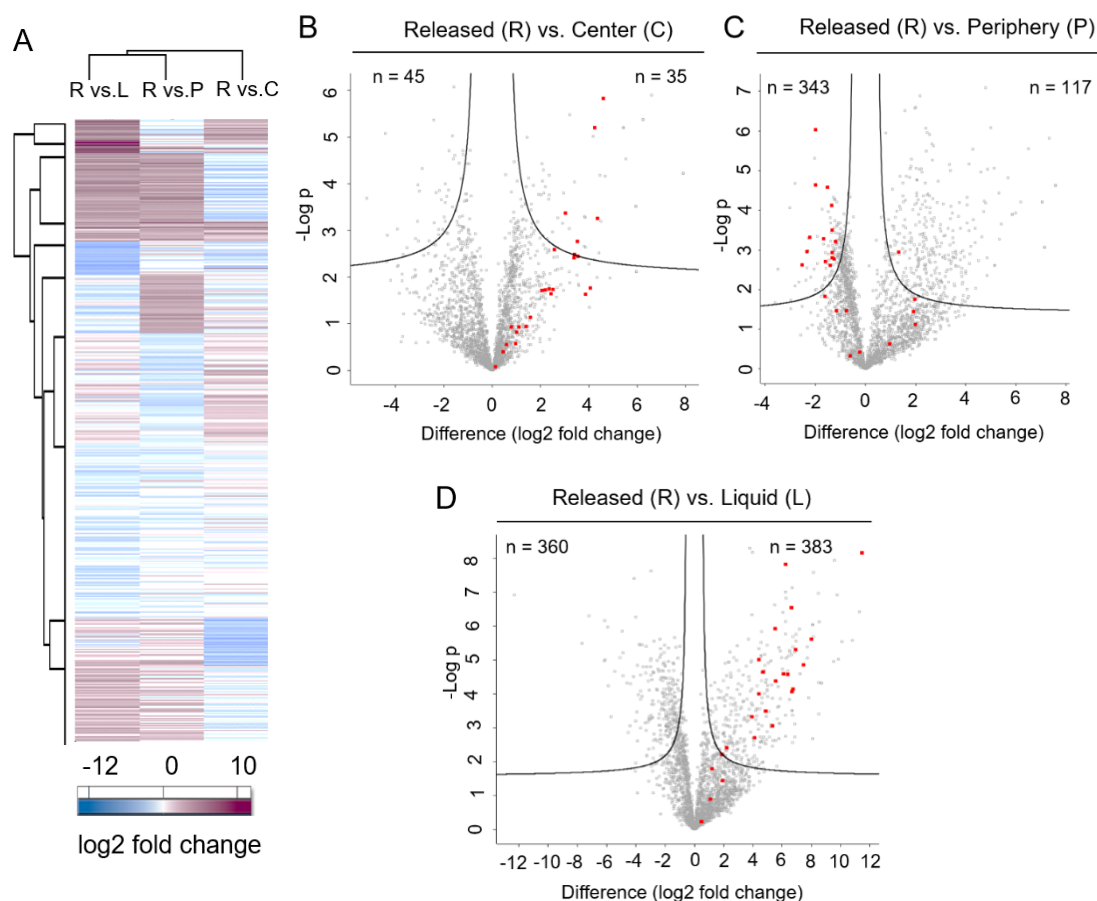 A
R vs.L R vs.P R vs.C
-12 0 10
log2 fold change
B
Released (R) vs. Center (C)
n = 45 n = 35
6
5
4
3
2
1
0
-Log p
-4 -2 0 2 4 6 8
Difference (log2 fold change)
C
Released (R) vs. Periphery (P)
n = 343 n = 117
7
6
5
4
3
2
1
0
-Log p
-4 -2 0 2 4 6 8
Difference (log2 fold change)
D
Released (R) vs. Liquid (L)
n = 360 n = 383
8
7
6
5
4
3
2
1
0
-Log p
-12 -10 -8 -6 -4 -2 0 2 4 6 8 10 12
Difference (log2 fold change)